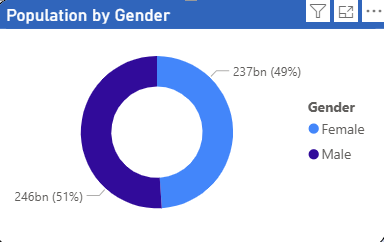 Population by Gender
237bn (49%)
Gender
Female
Male
246bn (51%)